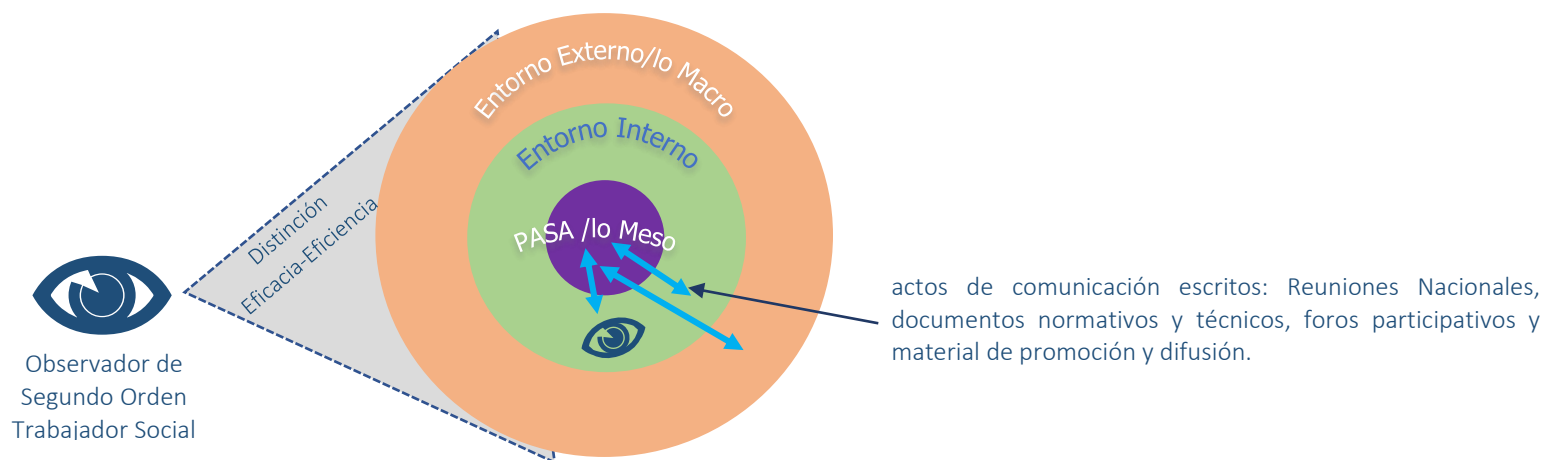 Entorno Externo/lo Macro
Entorno Interno
PASA /lo Meso
Distinción
Eficacia-Eficiencia
Observador de
Segundo Orden
Trabajador Social
actos de comunicación escritos: Reuniones Nacionales,
documentos normativos y técnicos, foros participativos y
material de promoción y difusión.